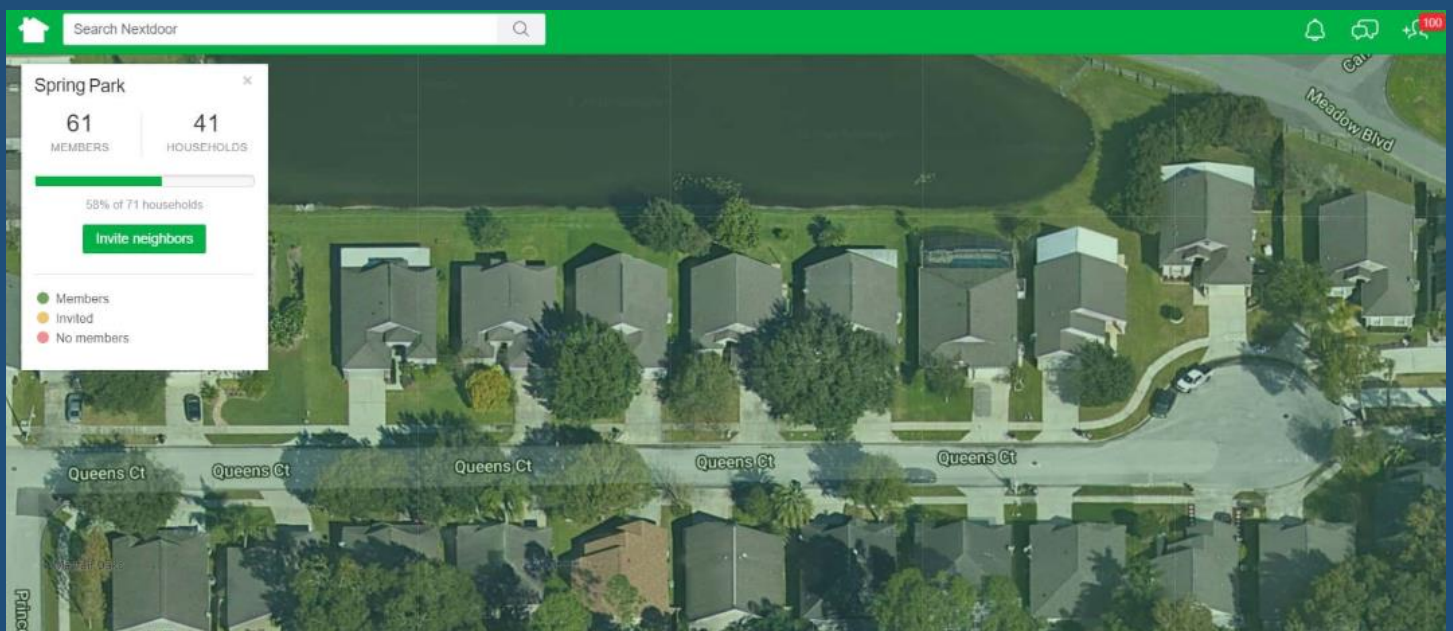 Search Nextdoor
100
Spring Park
61
MEMBERS
41
HOUSEHOLDS
58% of 71 households
Invite neighbors
Members
Invited
No members
Meadow Blvd
Queens Ct
Queens Ct
Queens Ct
Queens Ct
Queens Ct
Princ